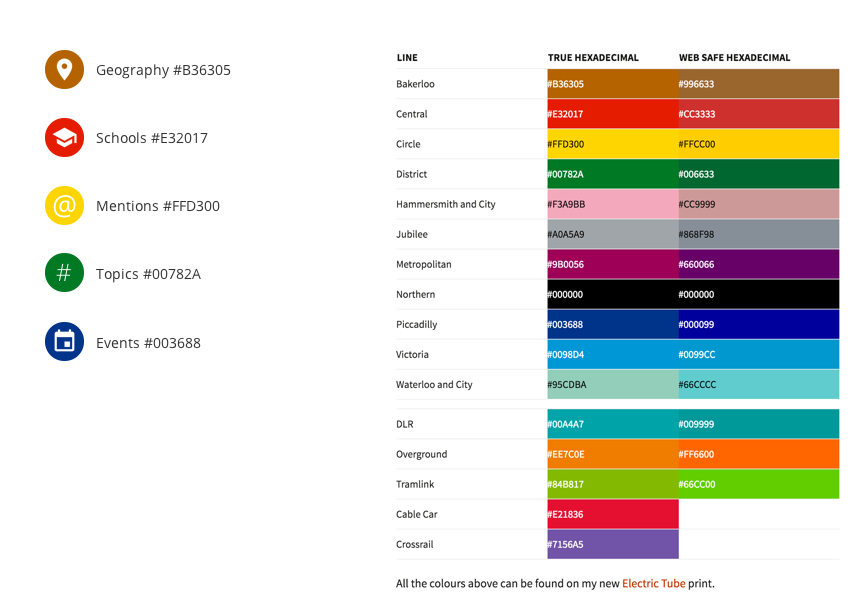 Geography #B36305
Schools #E32017
@ Mentions #FFD300
# Topics #00782A
Events #003688
LINE TRUE HEXADECIMAL WEB SAFE HEXADECIMAL
Bakerloo #B36305 #996633
Central #E32017 #CC3333
Circle #FFD300 #FFCC00
District #00782A #006633
Hammersmith and City #F3A9BB #CC9999
Jubilee #A0A5A9 #868F98
Metropolitan #9B0056 #660066
Northern #000000 #000000
Piccadilly #003688 #000099
Victoria #0098D4 #0099CC
Waterloo and City #95CDBA #66CCCC
DLR #00A4A7 #009999
Overground #EE7C0E #FF6600
Tramlink #84B817 #66CC00
Cable Car #E21836
Crossrail #7156A5
All the colours above can be found on my new Electric Tube print.